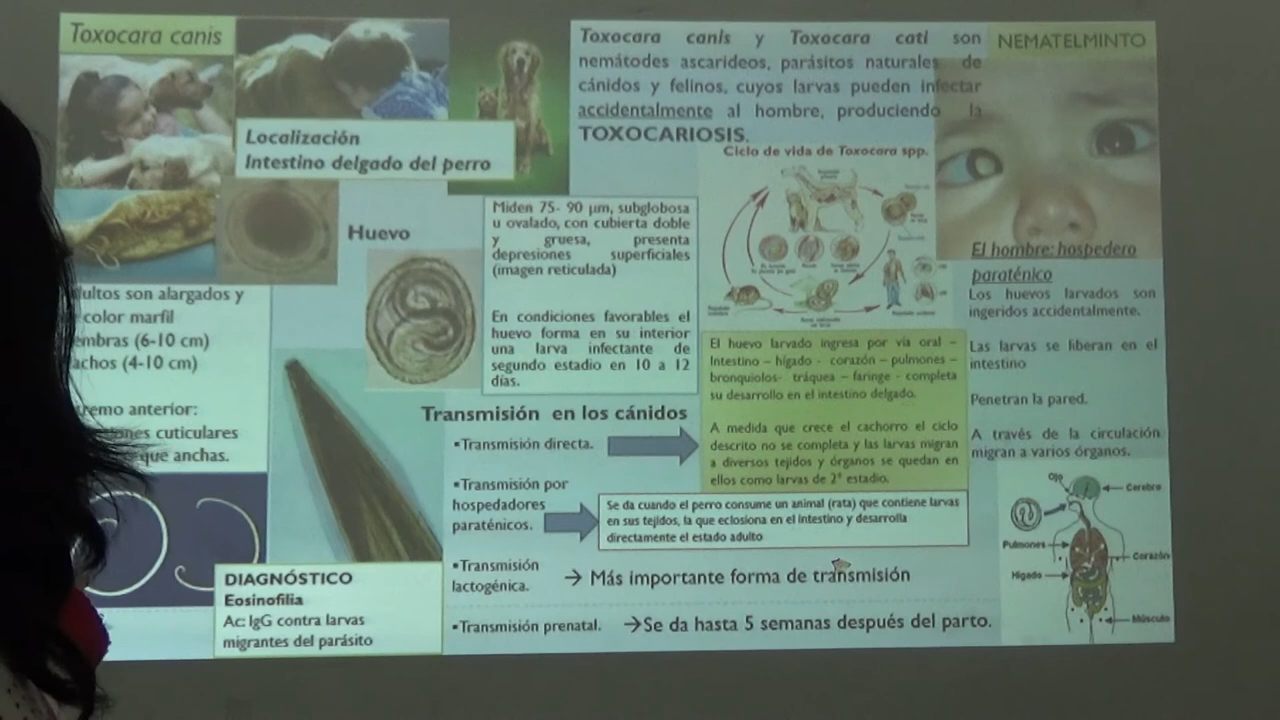 Toxocara canis
Localización
Intestino delgado del perro
Toxocara canis y Toxocara cati son
nemátodes ascarideos, parásitos naturales de
cánidos y felinos, cuyos larvas pueden infectar
accidentalmente al hombre, produciendo la
TOXOCARIOSIS.
NEMATELMINTO
Huevo
Miden 75- 90 µm, subglobosa
u ovalado, con cubierta doble
y gruesa, presenta
depresiones superficiales
(imagen reticulada)
En condiciones favorables el
huevo forma en su interior
una larva infectante de
segundo estadio en 10 a 12
días.
Ciclo de vida de Toxocara spp.
El hombre: hospedero
paraténico
Los huevos larvados son
ingeridos accidentalmente.
Las larvas se liberan en el
intestino
Penetran la pared.
A través de la circulación
migran a varios órganos.
ultos son alargados y
color marfil
mbras (6-10 cm)
achos (4-10 cm)
remo anterior:
ones cuticulares
que anchas.
El huevo larvado ingresa por vía oral –
Intestino – hígado - corazón – pulmones –
bronquiolos- tráquea – faringe - completa
su desarrollo en el intestino delgado.
A medida que crece el cachorro el ciclo
descrito no se completa y las larvas migran
a diversos tejidos y órganos se quedan en
ellos como larvas de 2° estadio.
Transmisión en los cánidos
▪Transmisión directa.
▪Transmisión por
hospedadores
paraténicos.
Se da cuando el perro consume un animal (rata) que contiene larvas
en sus tejidos, la que eclosiona en el intestino y desarrolla
directamente el estado adulto
▪Transmisión
lactogénica.
→ Más importante forma de transmisión
▪Transmisión prenatal.
→Se da hasta 5 semanas después del parto.
DIAGNÓSTICO
Eosinofilia
Ac: IgG contra larvas
migrantes del parásito
Ojo
Cerebro
Pulmones
Corazón
Hígado
Músculo